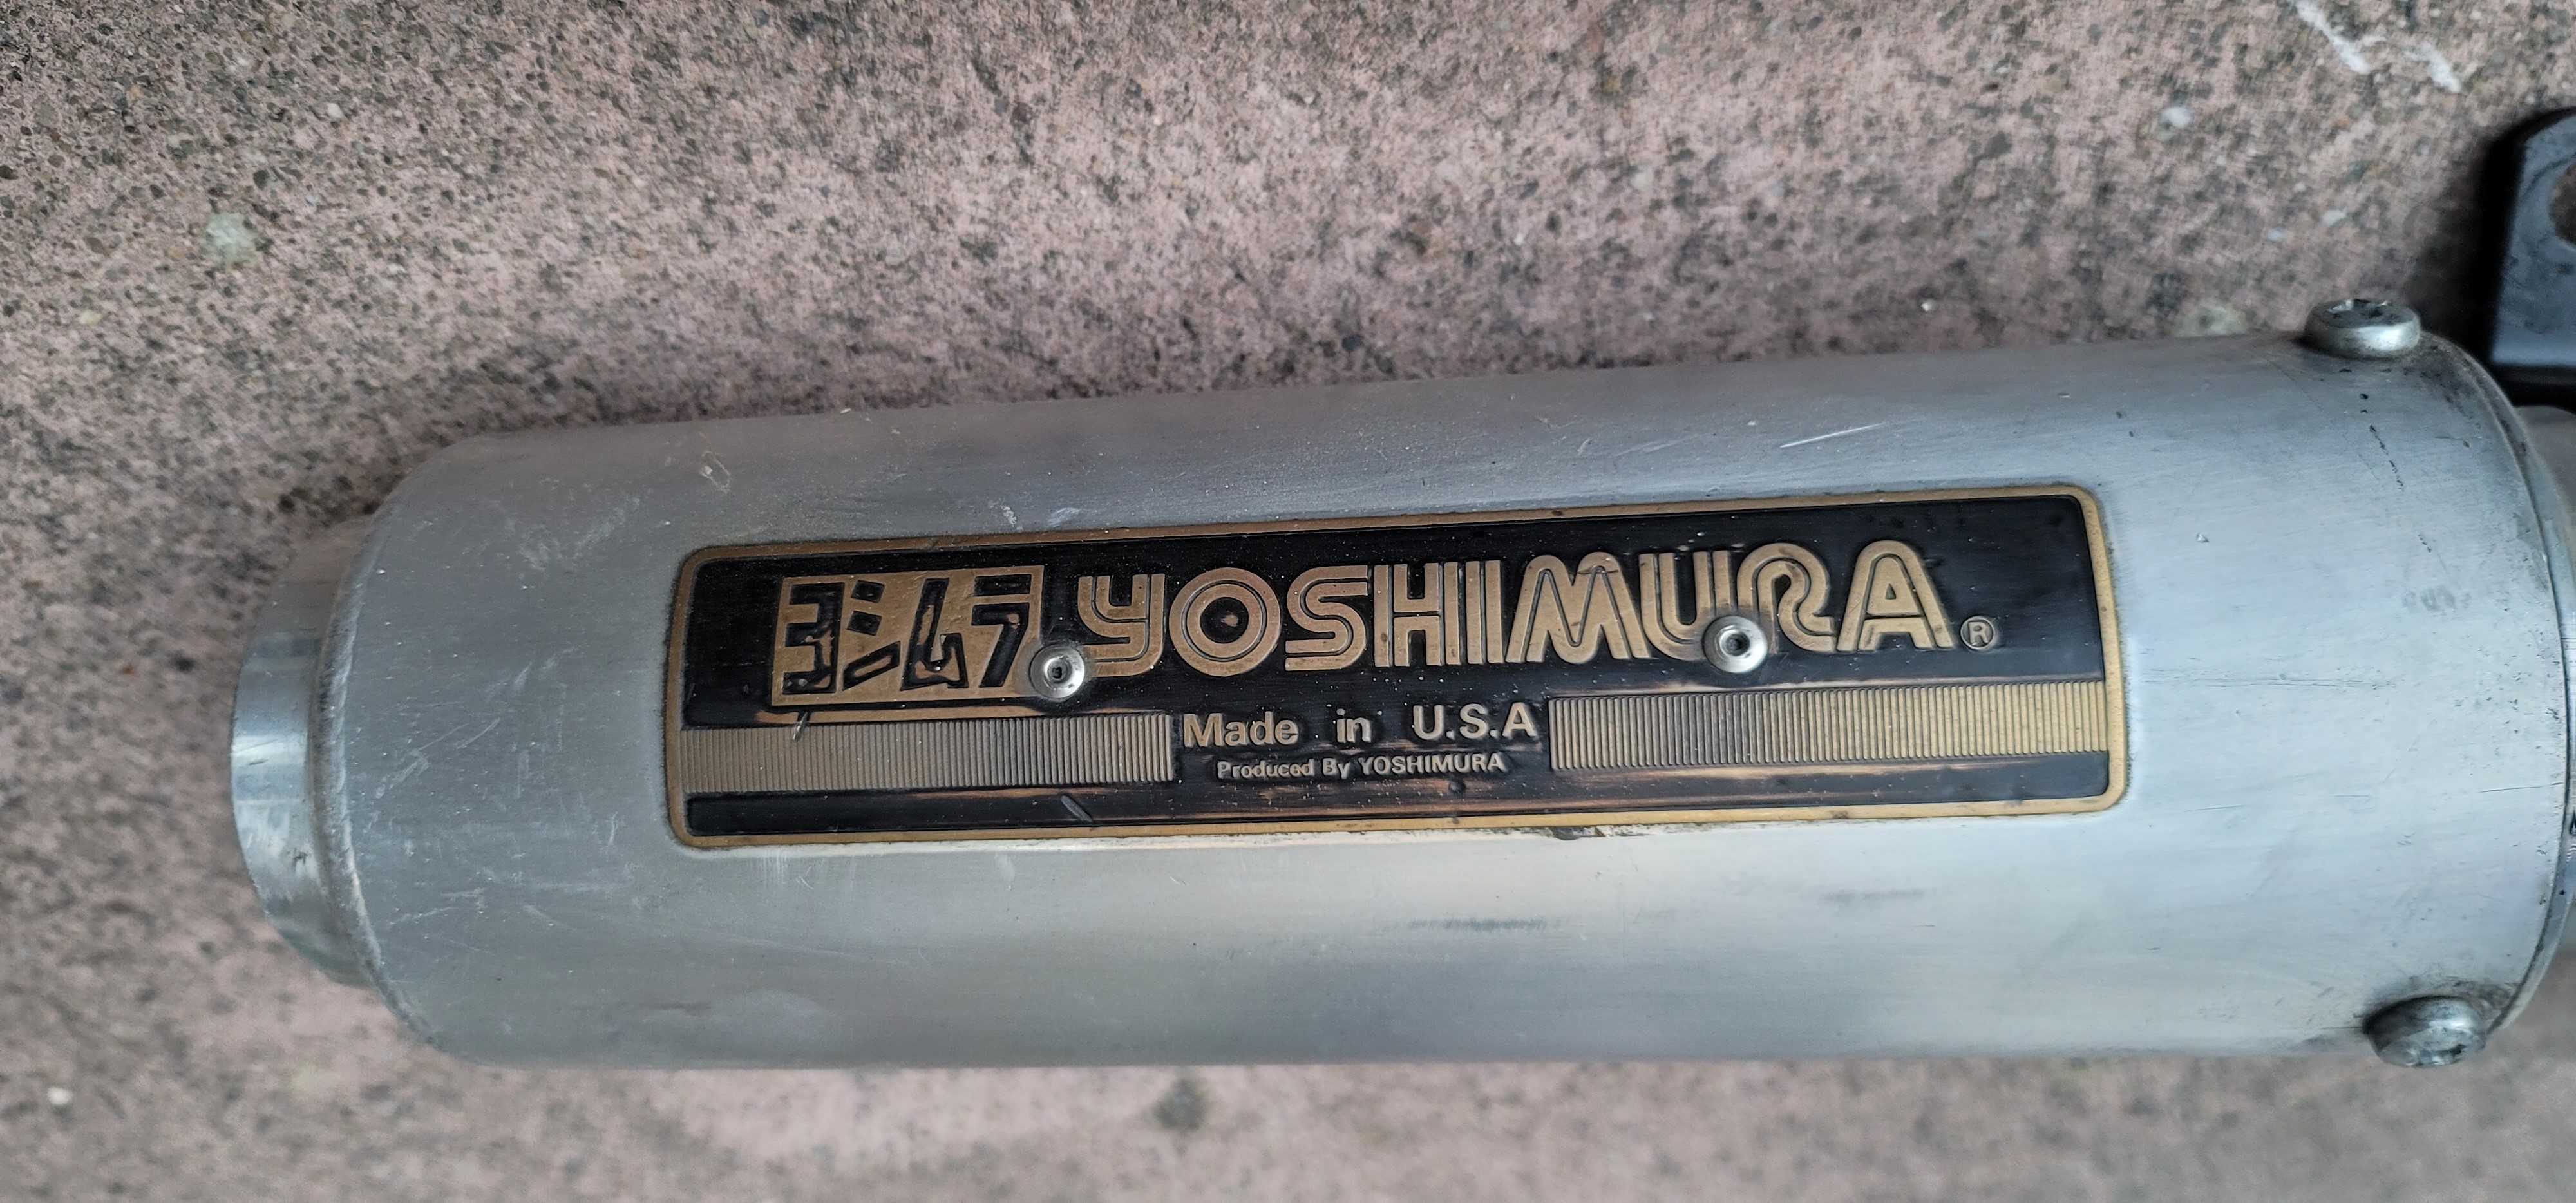 ヨシムラ YOSHIMURA®
Made in U.S.A
Produced By YOSHIMURA